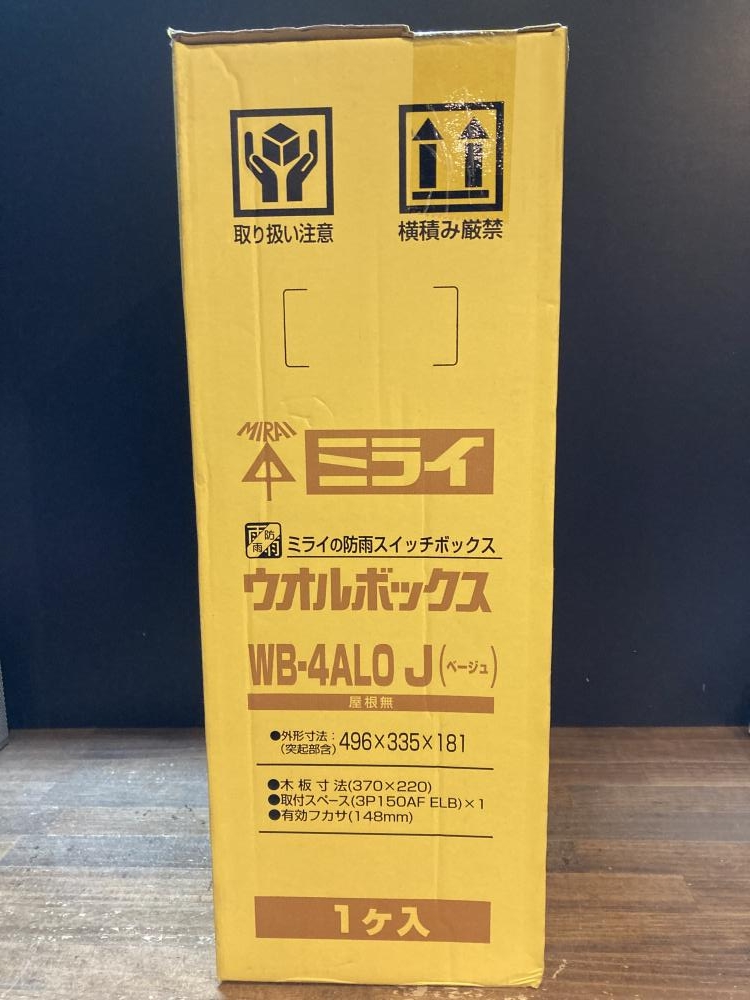 取り扱い注意
横積み厳禁
MIRAI
ミライ
防雨
ミライの防雨スイッチボックス
ウオルボックス
WB-4ALO J(ベージュ)
屋根無
●外形寸法：496×335×181
(突起部含)
●木板寸法(370×220)
●取付スペース(3P150AF ELB)×1
●有効フカサ(148mm)
1ヶ入